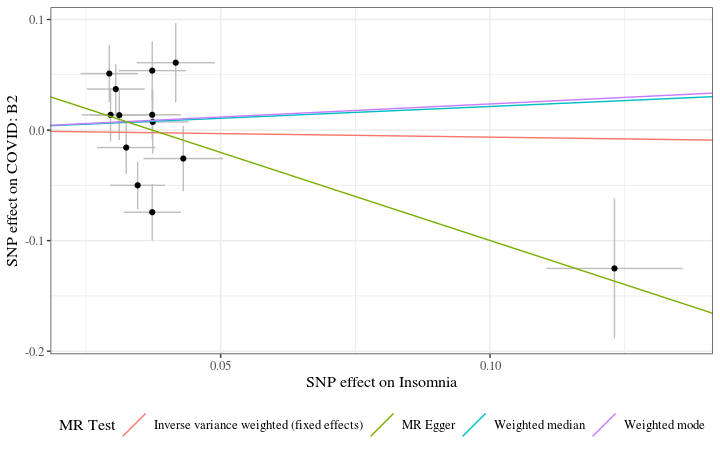 0.1
0.0
-0.1
-0.2
SNP effect on COVID: B2
0.05
0.10
SNP effect on Insomnia
MR Test
Inverse variance weighted (fixed effects)
MR Egger
Weighted median
Weighted mode